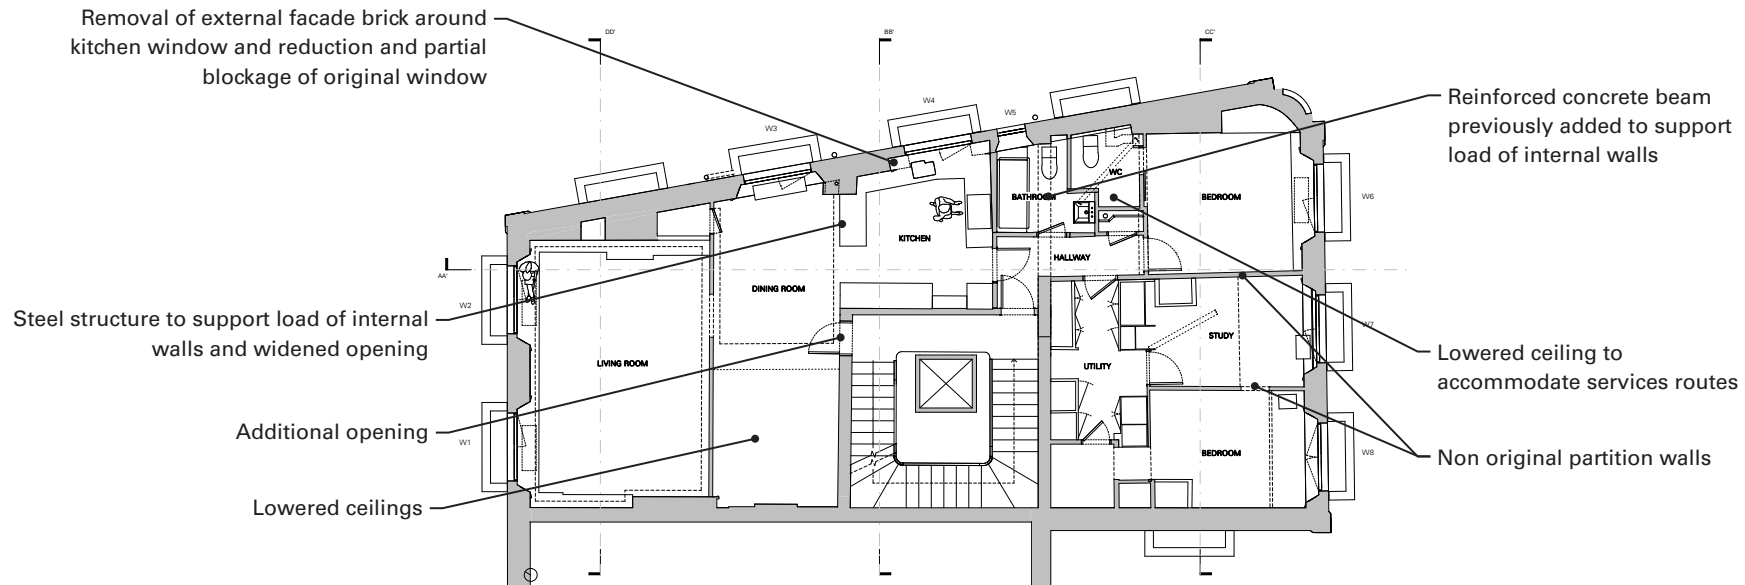 Removal of external facade brick around
kitchen window and reduction and partial
blockage of original window
DD'
BB'
CC'
Reinforced concrete beam
previously added to support
load of internal walls
W3
W4
W5
WC
BATHROOM
BEDROOM
W6
KITCHEN
HALLWAY
AA'
W2
DINING ROOM
Steel structure to support load of internal
walls and widened opening
LIVING ROOM
STUDY
W7
UTILITY
Lowered ceiling to
accommodate services routes
Additional opening
W1
BEDROOM
W8
Non original partition walls
Lowered ceilings